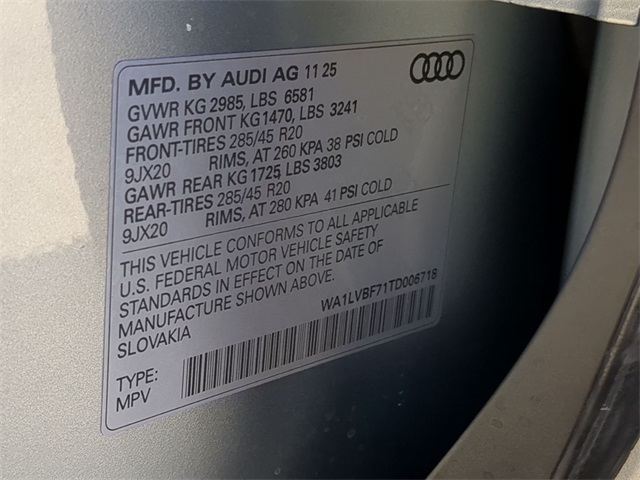 MFD. BY AUDI AG 11 25
GVWR KG 2985, LBS 6581
GAWR FRONT KG1470, LBS 3241
FRONT-TIRES 285/45 R20
9JX20 RIMS, AT 260 KPA 38 PSI COLD
GAWR REAR KG 1725, LBS 3803
REAR-TIRES 285/45 R20
9JX20 RIMS, AT 280 KPA 41 PSI COLD
THIS VEHICLE CONFORMS TO ALL APPLICABLE
U.S. FEDERAL MOTOR VEHICLE SAFETY
STANDARDS IN EFFECT ON THE DATE OF
MANUFACTURE SHOWN ABOVE.
SLOVAKIA
WA1LVBF71TD006718
TYPE:
MPV